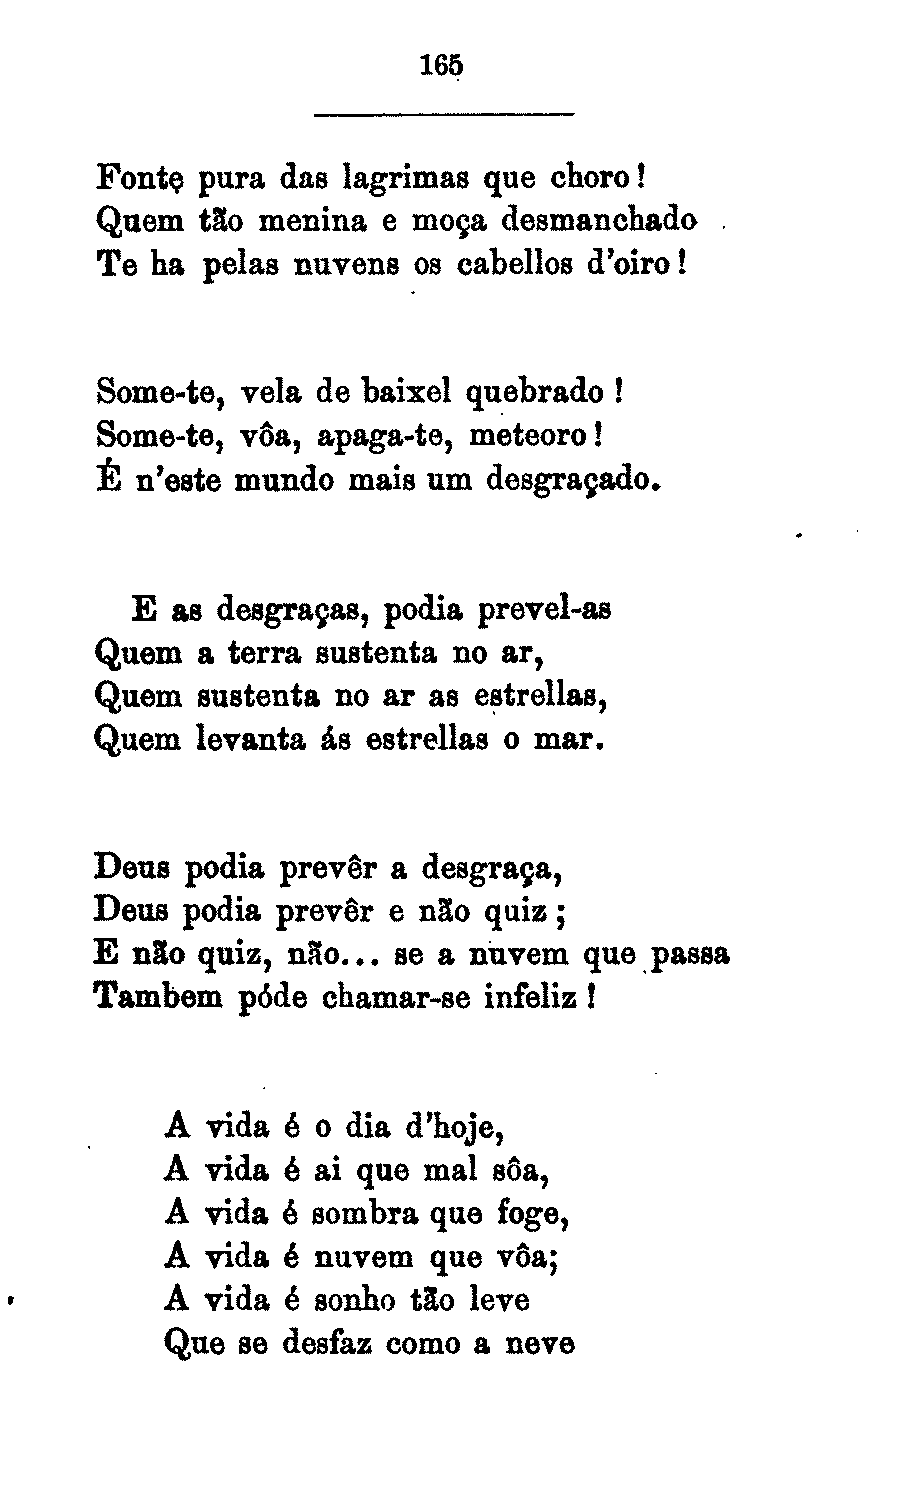 165
Fonte pura das lagrimas que choro!
Quem tão menina e moça desmanchado
Te ha pelas nuvens os cabellos d'oiro!
Some-te, vela de baixel quebrado!
Some-te, vôa, apaga-te, meteoro!
É n'este mundo mais um desgraçado.
E as desgraças, podia prevel-as
Quem a terra sustenta no ar,
Quem sustenta no ar as estrellas,
Quem levanta ás estrellas o mar.
Deus podia prevêr a desgraça,
Deus podia prevêr e não quiz;
E não quiz, não... se a nuvem que passa
Tambem póde chamar-se infeliz!
A vida é o dia d'hoje,
A vida é ai que mal sôa,
A vida é sombra que foge,
A vida é nuvem que vôa;
A vida é sonho tão leve
Que se desfaz como a neve